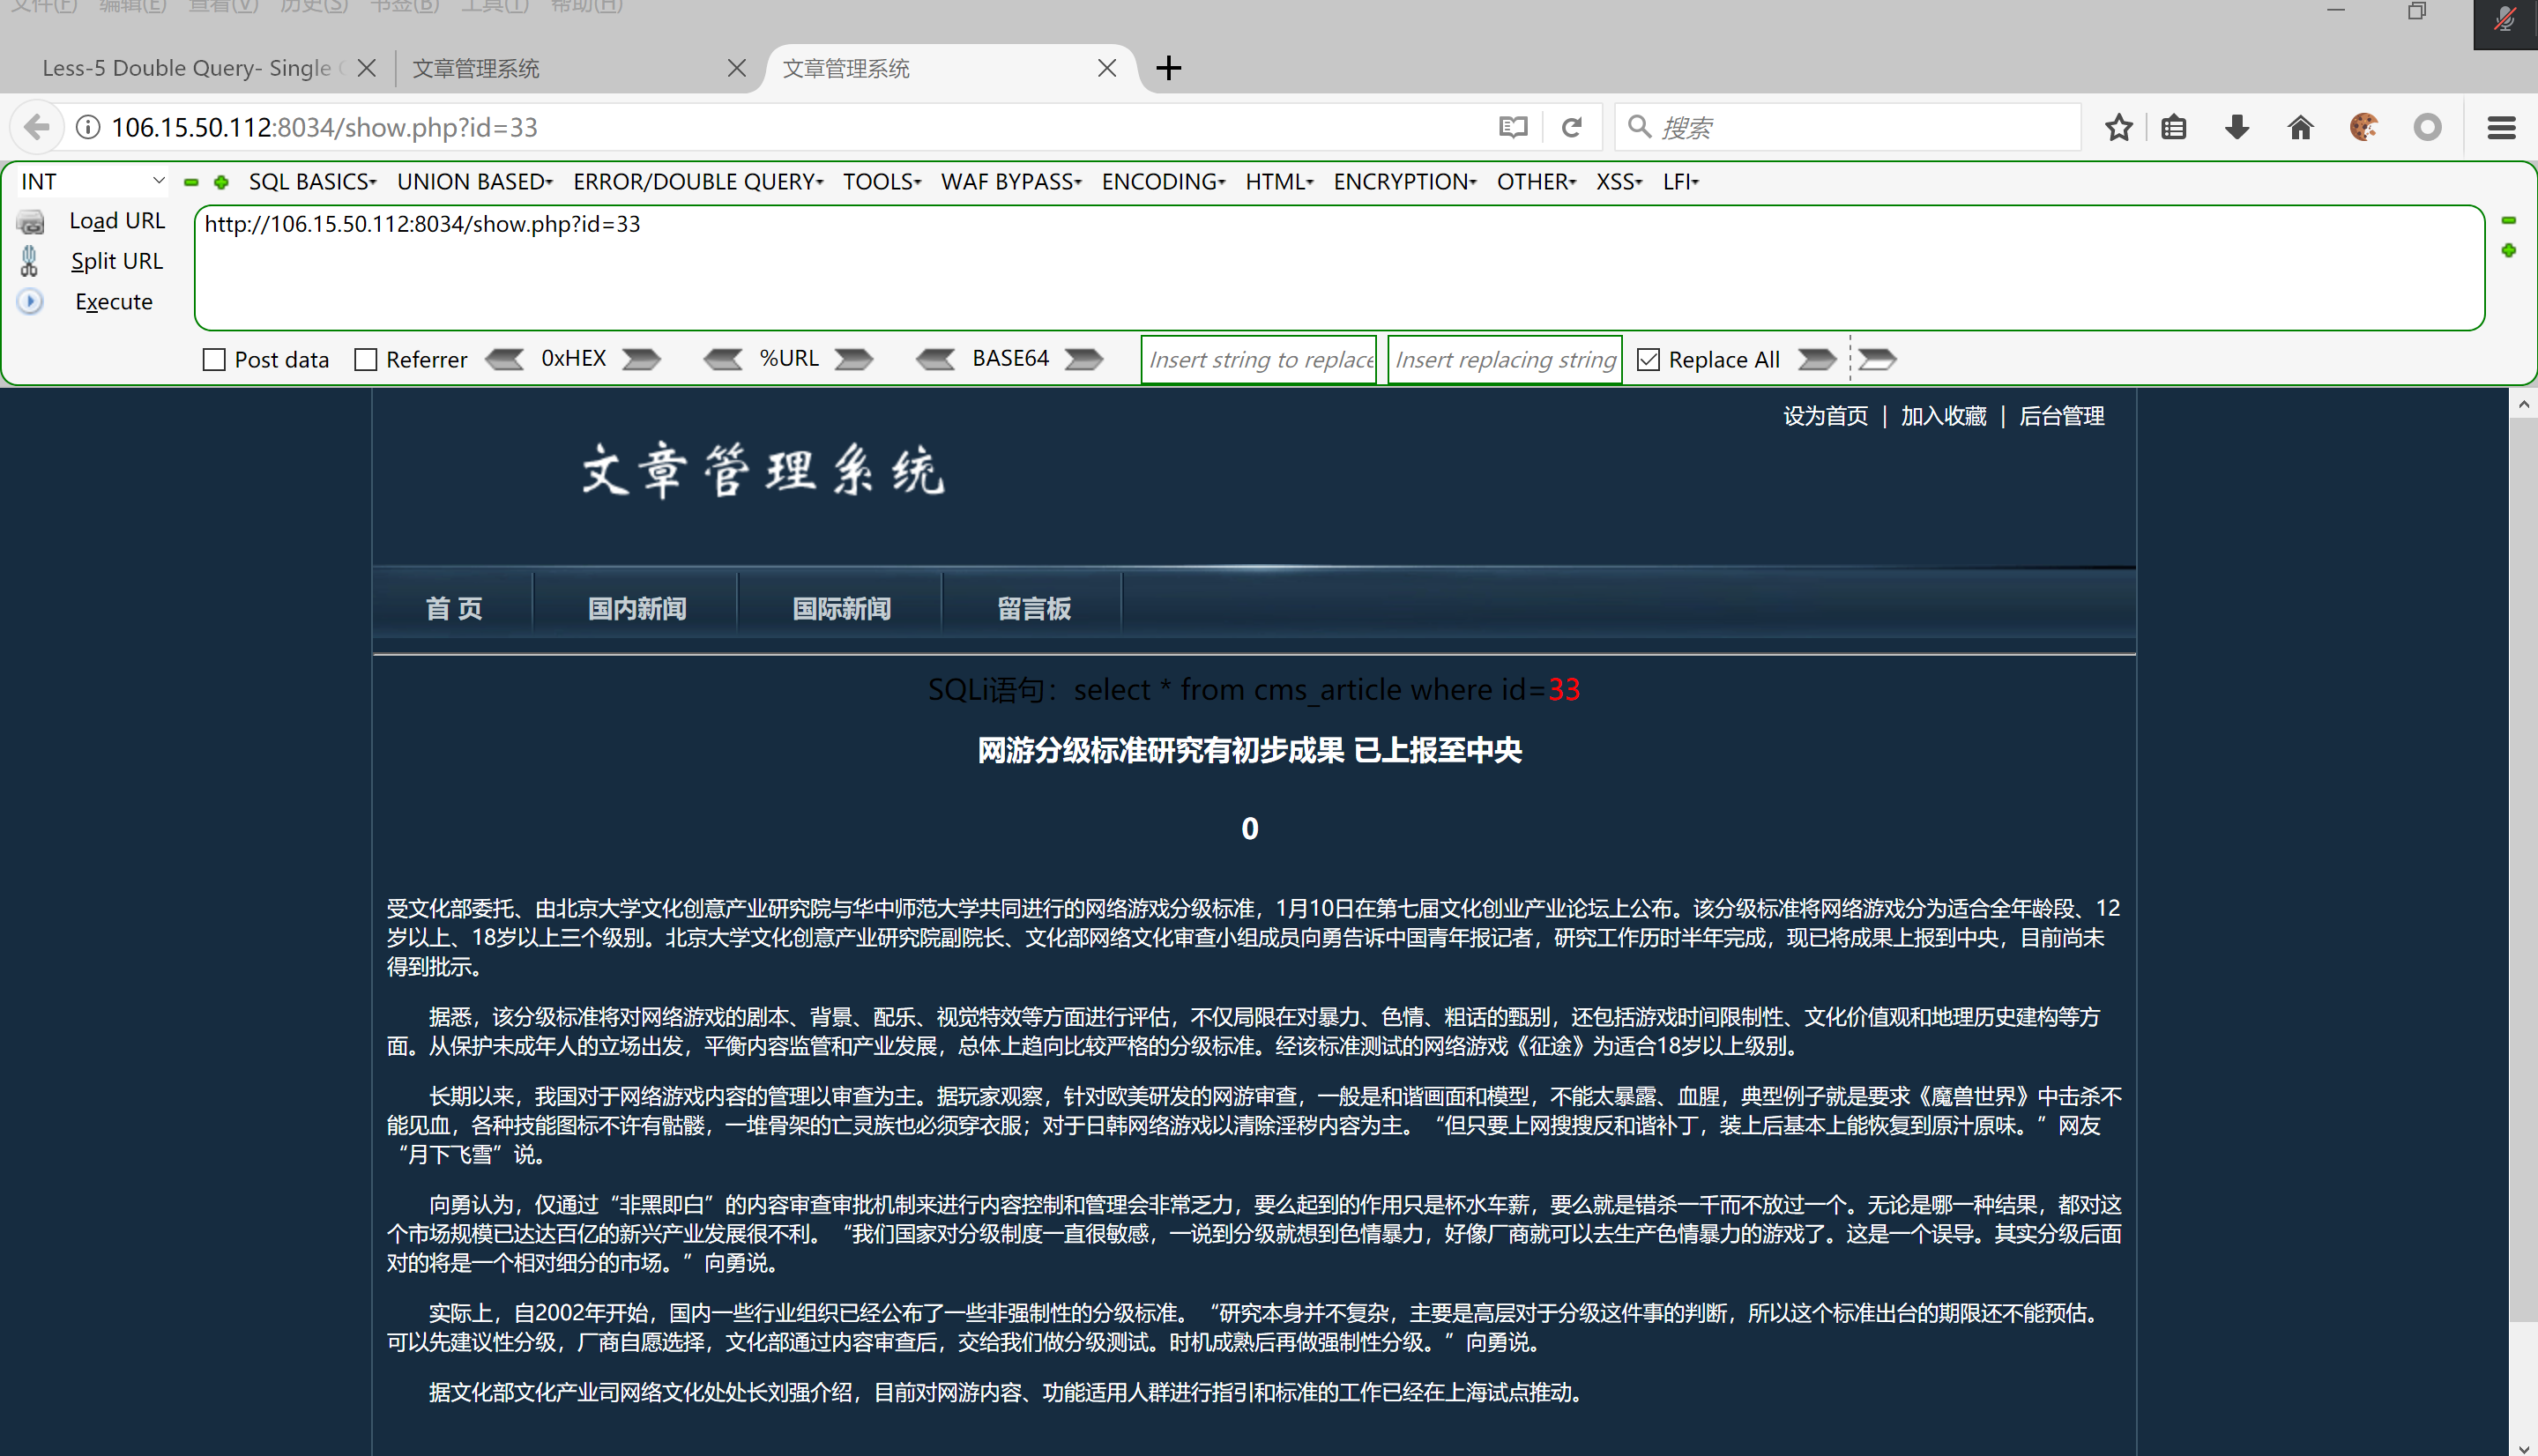 文件(F) 编辑(E) 查看(V) 历史(S) 书签(B) 工具(T) 帮助(H)
Less-5 Double Query- Single 文章管理系统 文章管理系统
106.15.50.112:8034/show.php?id=33 搜索
INT SQL BASICS UNION BASED ERROR/DOUBLE QUERY TOOLS WAF BYPASS ENCODING HTML ENCRYPTION OTHER XSS LFI
Load URL http://106.15.50.112:8034/show.php?id=33
Split URL
Execute
Post data Referrer 0xHEX %URL BASE64 Insert string to replace Insert replacing string Replace All
设为首页 | 加入收藏 | 后台管理
文章管理系统
首 页 国内新闻 国际新闻 留言板
SQLi语句：select * from cms_article where id=33
网游分级标准研究有初步成果 已上报至中央
0
受文化部委托、由北京大学文化创意产业研究院与华中师范大学共同进行的网络游戏分级标准，1月10日在第七届文化创业产业论坛上公布。该分级标准将网络游戏分为适合全年龄段、12
岁以上、18岁以上三个级别。北京大学文化创意产业研究院副院长、文化部网络文化审查小组成员向勇告诉中国青年报记者，研究工作历时半年完成，现已将成果上报到中央，目前尚未
得到批示。
据悉，该分级标准将对网络游戏的剧本、背景、配乐、视觉特效等方面进行评估，不仅局限在对暴力、色情、粗话的甄别，还包括游戏时间限制性、文化价值观和地理历史建构等方
面。从保护未成年人的立场出发，平衡内容监管和产业发展，总体上趋向比较严格的分级标准。经该标准测试的网络游戏《征途》为适合18岁以上级别。
长期以来，我国对于网络游戏内容的管理以审查为主。据玩家观察，针对欧美研发的网游审查，一般是和谐画面和模型，不能太暴露、血腥，典型例子就是要求《魔兽世界》中击杀不
能见血，各种技能图标不许有骷髅，一堆骨架的亡灵族也必须穿衣服；对于日韩网络游戏以清除淫秽内容为主。“但只要上网搜搜反和谐补丁，装上后基本上能恢复到原汁原味。”网友
“月下飞雪”说。
向勇认为，仅通过“非黑即白”的内容审查审批机制来进行内容控制和管理会非常乏力，要么起到的作用只是杯水车薪，要么就是错杀一千而不放过一个。无论是哪一种结果，都对这
个市场规模已达达百亿的新兴产业发展很不利。“我们国家对分级制度一直很敏感，一说到分级就想到色情暴力，好像厂商就可以去生产色情暴力的游戏了。这是一个误导。其实分级后面
对的将是一个相对细分的市场。”向勇说。
实际上，自2002年开始，国内一些行业组织已经公布了一些非强制性的分级标准。“研究本身并不复杂，主要是高层对于分级这件事的判断，所以这个标准出台的期限还不能预估。
可以先建议性分级，厂商自愿选择，文化部通过内容审查后，交给我们做分级测试。时机成熟后再做强制性分级。”向勇说。
据文化部文化产业司网络文化处处长刘强介绍，目前对网游内容、功能适用人群进行指引和标准的工作已经在上海试点推动。